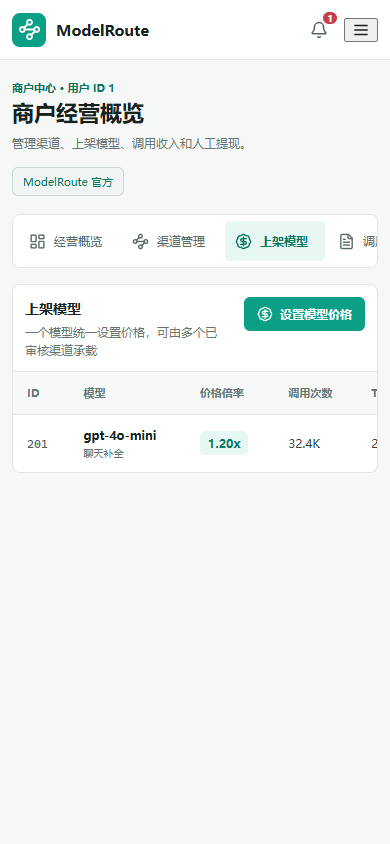 ModelRoute
1
商户中心 • 用户 ID 1
商户经营概览
管理渠道、上架模型、调用收入和人工提现。
ModelRoute 官方
经营概览
渠道管理
上架模型
调
上架模型
一个模型统一设置价格，可由多个已
审核渠道承载
设置模型价格
ID
模型
价格倍率
调用次数
T
201
gpt-4o-mini
聊天补全
1.20x
32.4K
2